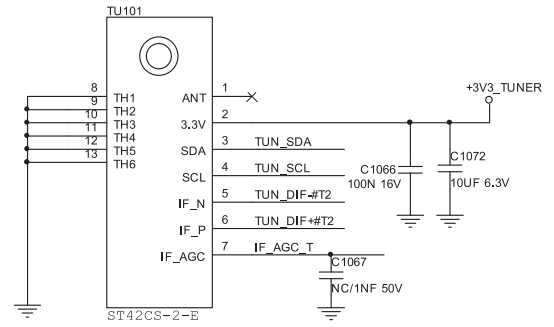 TU101
8 TH1
9 TH2
10 TH3
11 TH4
12 TH5
13 TH6
ANT 1
3.3V 2
SDA 3 TUN_SDA
SCL 4 TUN_SCL
IF_N 5 TUN_DIF-#T2
IF_P 6 TUN_DIF+#T2
IF_AGC 7 IF_AGC_T
+3V3_TUNER
C1066
100N 16V
C1072
10UF 6.3V
C1067
NC/1NF 50V
ST42CS-2-E